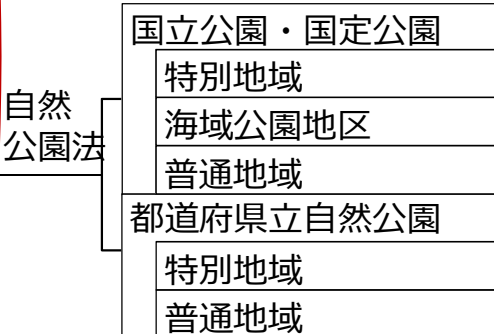 国立公園・国定公園
特別地域
海域公園地区
普通地域
自然
公園法
都道府県立自然公園
特別地域
普通地域